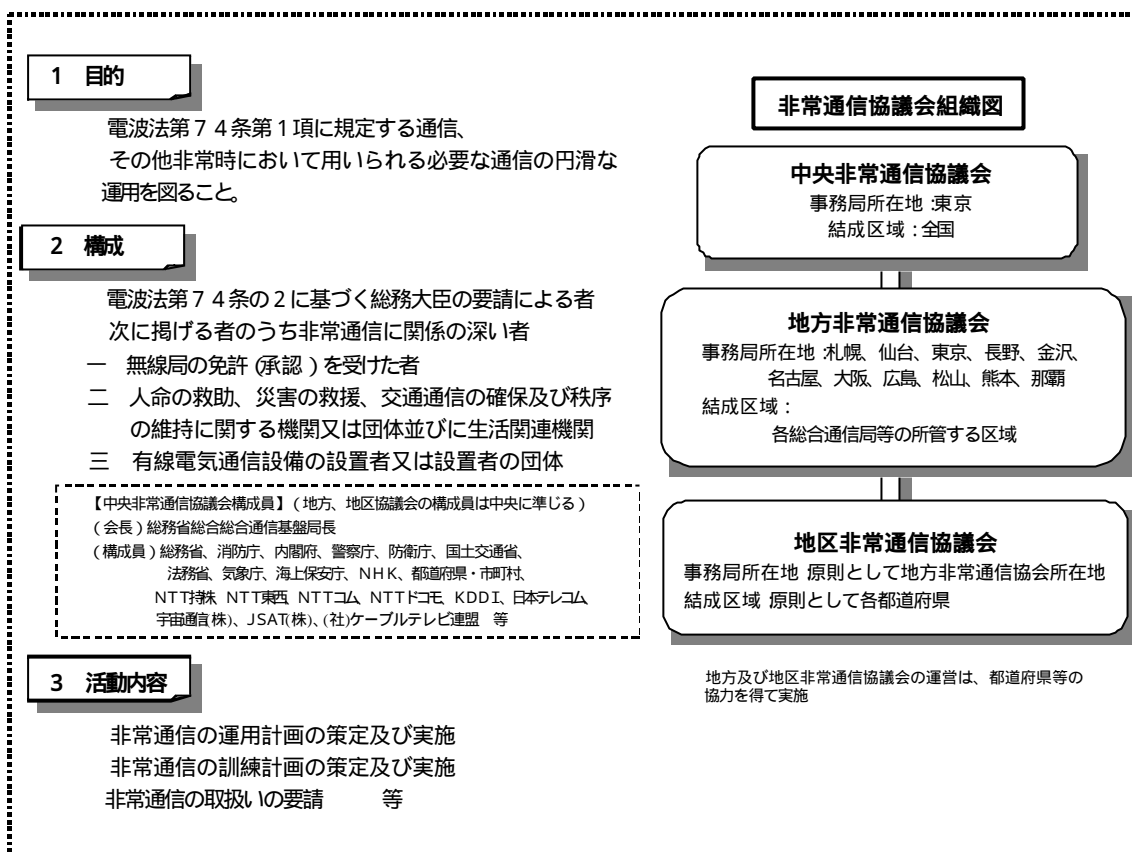 1 目的
電波法第７４条第１項に規定する通信、
その他非常時において用いられる必要な通信の円滑な
運用を図ること。
2 構成
電波法第７４条の２に基づく総務大臣の要請による者
次に掲げる者のうち非常通信に関係の深い者
一 無線局の免許（承認）を受けた者
二 人命の救助、災害の救援、交通通信の確保及び秩序
の維持に関する機関又は団体並びに生活関連機関
三 有線電気通信設備の設置者又は設置者の団体
【中央非常通信協議会構成員】（地方、地区協議会の構成員は中央に準じる）
（会長）総務省総合総合通信基盤局長
（構成員）総務省、消防庁、内閣府、警察庁、防衛庁、国土交通省、
法務省、気象庁、海上保安庁、ＮＨＫ、都道府県・市町村、
ＮＴＴ持株、ＮＴＴ東西、ＮＴＴコム、ＮＴＴドコモ、ＫＤＤＩ、日本テレコム、
宇宙通信(株)、ＪＳＡＴ(株)、(社)ケーブルテレビ連盟 等
3 活動内容
非常通信の運用計画の策定及び実施
非常通信の訓練計画の策定及び実施
非常通信の取扱いの要請 等
非常通信協議会組織図
中央非常通信協議会
事務局所在地：東京
結成区域：全国
地方非常通信協議会
事務局所在地：札幌、仙台、東京、長野、金沢、
名古屋、大阪、広島、松山、熊本、那覇
結成区域：
各総合通信局等の所管する区域
地区非常通信協議会
事務局所在地：原則として地方非常通信協会所在地
結成区域：原則として各都道府県
地方及び地区非常通信協議会の運営は、都道府県等の
協力を得て実施